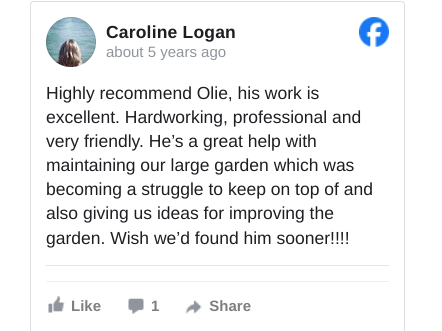 Caroline Logan
about 5 years ago
Highly recommend Olie, his work is
excellent. Hardworking, professional and
very friendly. He’s a great help with
maintaining our large garden which was
becoming a struggle to keep on top of and
also giving us ideas for improving the
garden. Wish we’d found him sooner!!!!
Like 1 Share